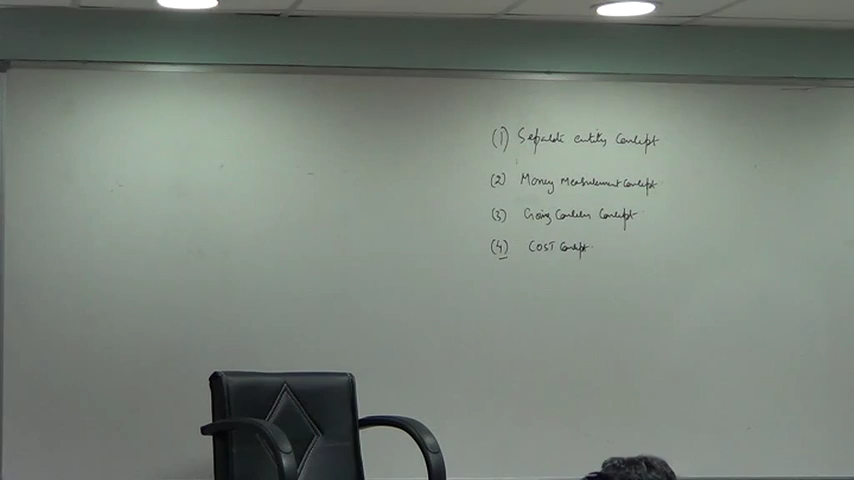 (1) Separate entity Concept
(2) Money Measurement Concept
(3) Going Concern Concept
(4) COST Concept